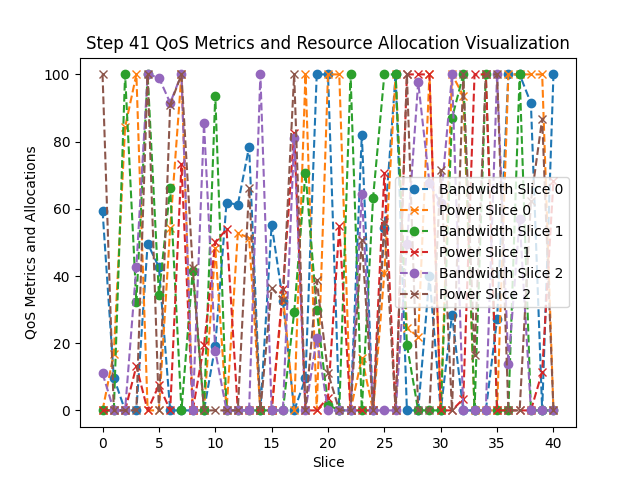 Step 41 QoS Metrics and Resource Allocation Visualization
100
80
60
40
20
0
QoS Metrics and Allocations
Bandwidth Slice 0
Power Slice 0
Bandwidth Slice 1
Power Slice 1
Bandwidth Slice 2
Power Slice 2
0 5 10 15 20 25 30 35 40
Slice